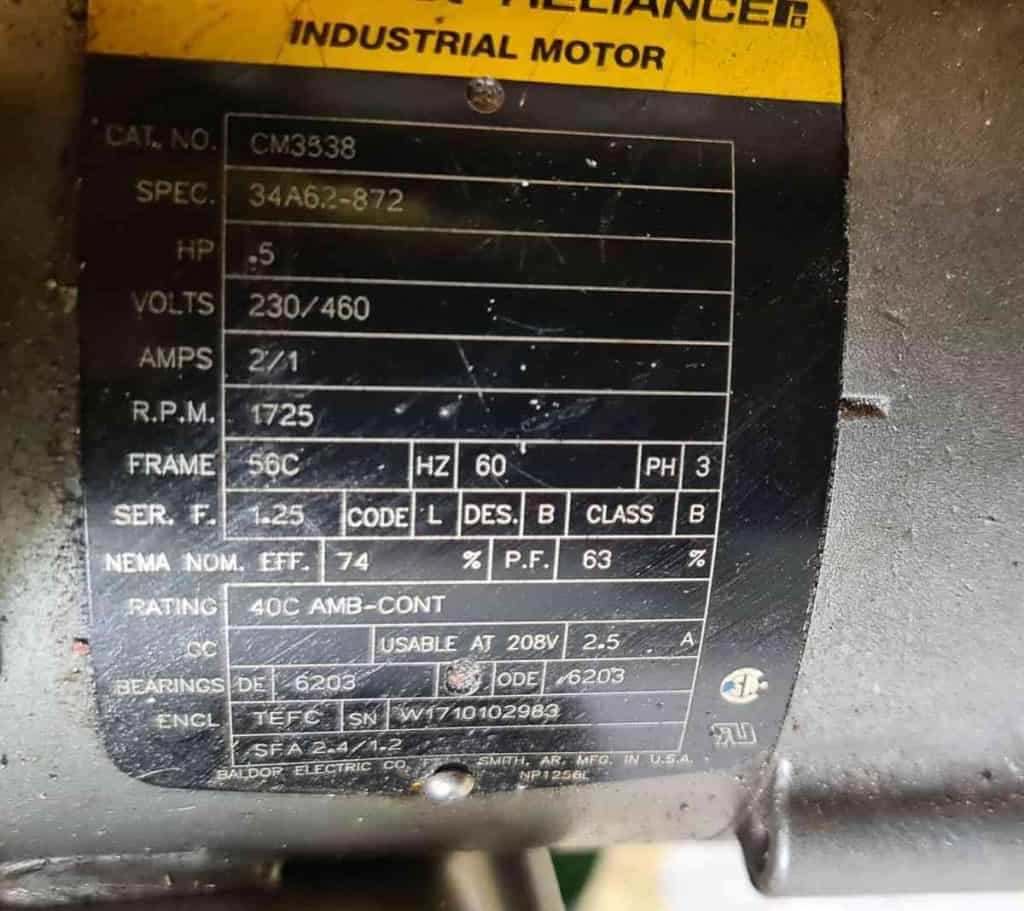 RELIANCE
INDUSTRIAL MOTOR
CAT. NO. CM3538
SPEC. 34A62-872
HP .5
VOLTS 230/460
AMPS 2/1
R.P.M. 1725
FRAME 56C HZ 60 PH 3
SER. F. 1.25 CODE L DES. B CLASS B
NEMA NOM. EFF. 74 % P.F. 63 %
RATING 40C AMB-CONT
CC USABLE AT 208V 2.5 A
BEARINGS DE 6203 ODE 6203
ENCL TEFC SN W1710102983
SFA 2.4/1.2
BALDOR ELECTRIC CO. SMITH, AR. MFG. IN U.S.A.
NP1256L